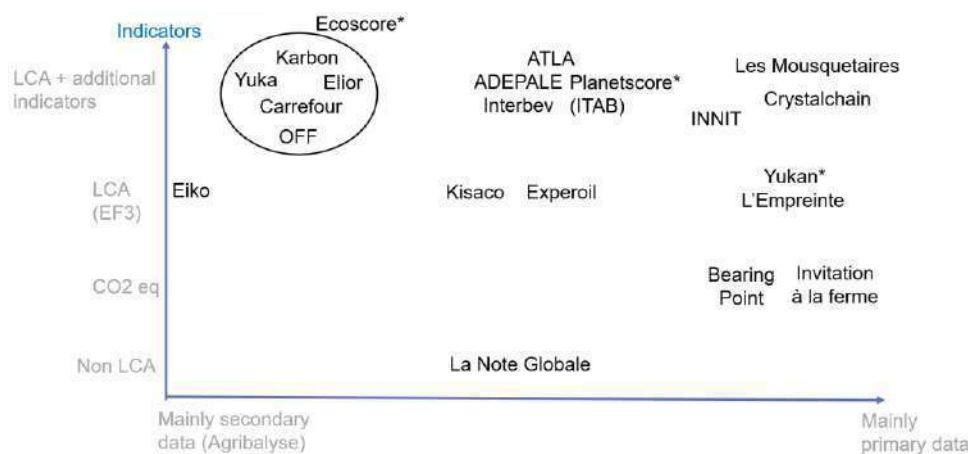 Ecoscore*
Indicators
LCA + additional
indicators
Karbon
Yuka Elior
Carrefour
OFF
ATLA
ADEPALE Planetscore*
Interbev (ITAB)
Les Mousquetaires
Crystalchain
INNIT
LCA
(EF3)
Eiko
Kisaco Experoil
Yukan*
L'Empreinte
CO2 eq
Bearing
Point
Invitation
à la ferme
Non LCA
La Note Globale
Mainly secondary
data (Agribalyse)
Mainly
primary data